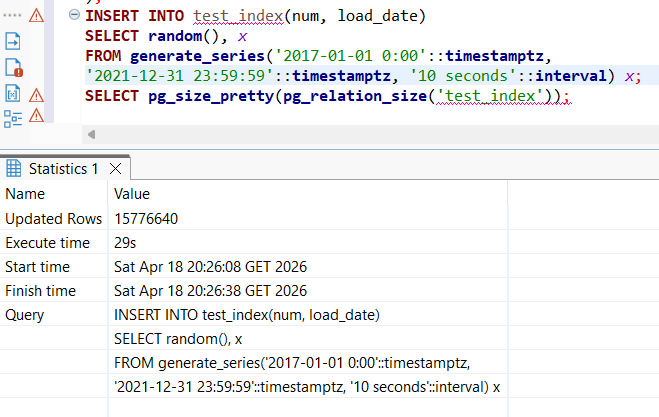 );
INSERT INTO test_index(num, load_date)
SELECT random(), x
FROM generate_series('2017-01-01 0:00'::timestamptz,
'2021-12-31 23:59:59'::timestamptz, '10 seconds'::interval) x;
SELECT pg_size_pretty(pg_relation_size('test_index'));
Statistics 1
Name Value
Updated Rows 15776640
Execute time 29s
Start time Sat Apr 18 20:26:08 GET 2026
Finish time Sat Apr 18 20:26:38 GET 2026
Query INSERT INTO test_index(num, load_date)
SELECT random(), x
FROM generate_series('2017-01-01 0:00'::timestamptz,
'2021-12-31 23:59:59'::timestamptz, '10 seconds'::interval) x